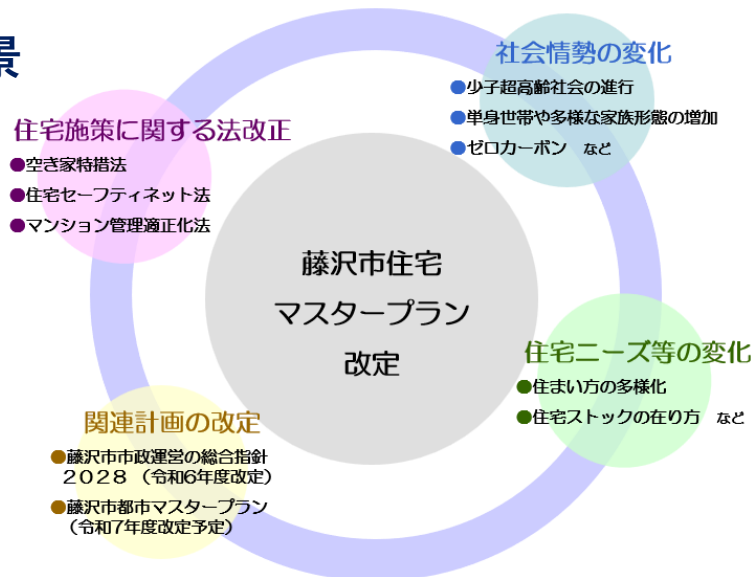 景
社会情勢の変化
●少子超高齢社会の進行
●単身世帯や多様な家族形態の増加
●ゼロカーボン など
住宅施策に関する法改正
●空き家特措法
●住宅セーフティネット法
●マンション管理適正化法
藤沢市住宅
マスタープラン
改定
住宅ニーズ等の変化
●住まい方の多様化
●住宅ストックの在り方 など
関連計画の改定
●藤沢市市政運営の総合指針
2028 (令和6年度改定)
●藤沢市都市マスタープラン
(令和7年度改定予定)